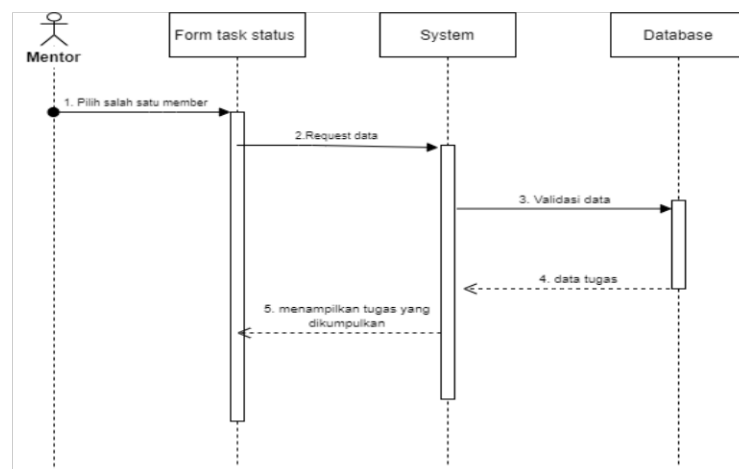 Form task status
System
Database
Mentor
1. Pilih salah satu member
2.Request data
3. Validasi data
4. data tugas
5. menampilkan tugas yang
dikumpulkan